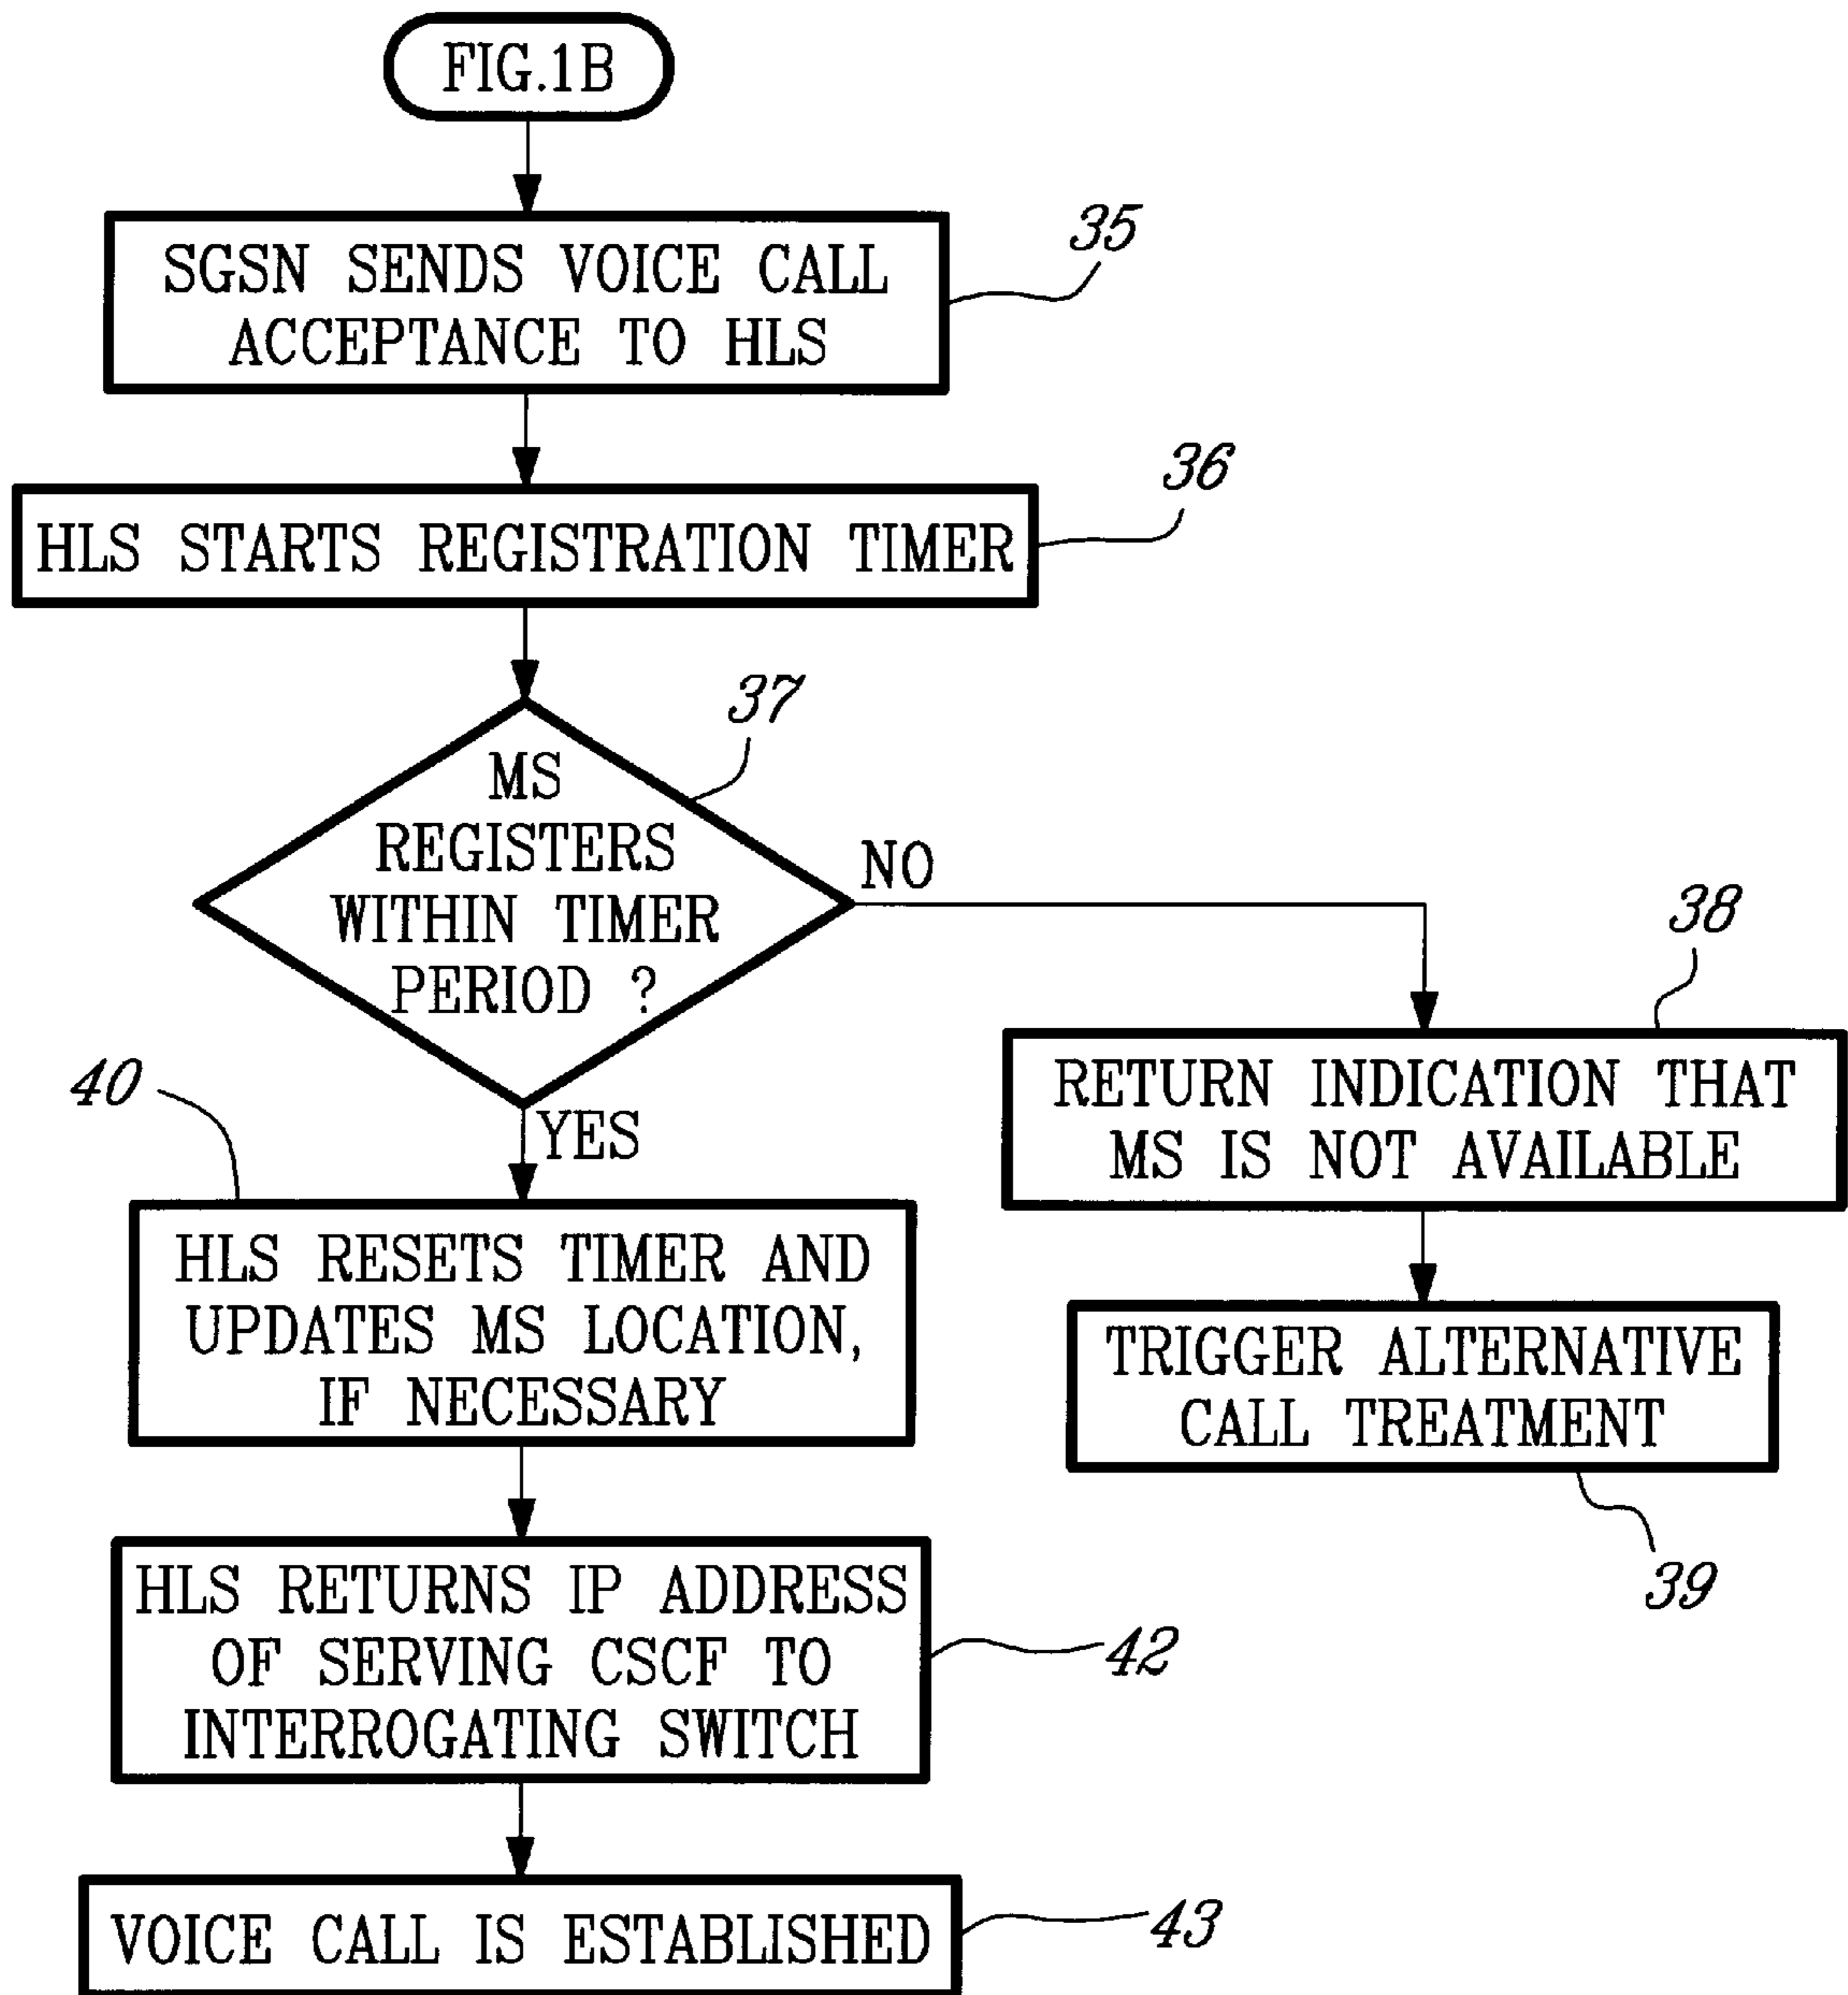 FIG.1B
SGSN SENDS VOICE CALL
ACCEPTANCE TO HLS
35
HLS STARTS REGISTRATION TIMER
36
MS
REGISTERS
WITHIN TIMER
PERIOD ?
37
NO
YES
38
RETURN INDICATION THAT
MS IS NOT AVAILABLE
TRIGGER ALTERNATIVE
CALL TREATMENT
39
40
HLS RESETS TIMER AND
UPDATES MS LOCATION,
IF NECESSARY
HLS RETURNS IP ADDRESS
OF SERVING CSCF TO
INTERROGATING SWITCH
42
VOICE CALL IS ESTABLISHED
43